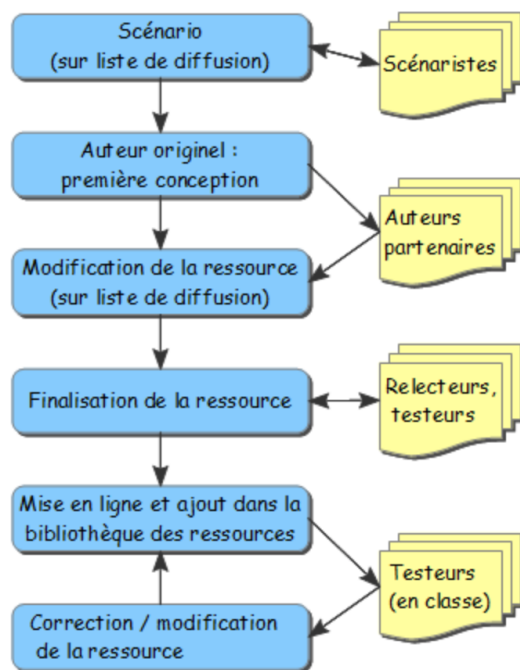 Scénario
(sur liste de diffusion)
Scénaristes
Auteur originel :
première conception
Auteurs
partenaires
Modification de la ressource
(sur liste de diffusion)
Finalisation de la ressource
Relecteurs,
testeurs
Mise en ligne et ajout dans la
bibliothèque des ressources
Testeurs
(en classe)
Correction / modification
de la ressource